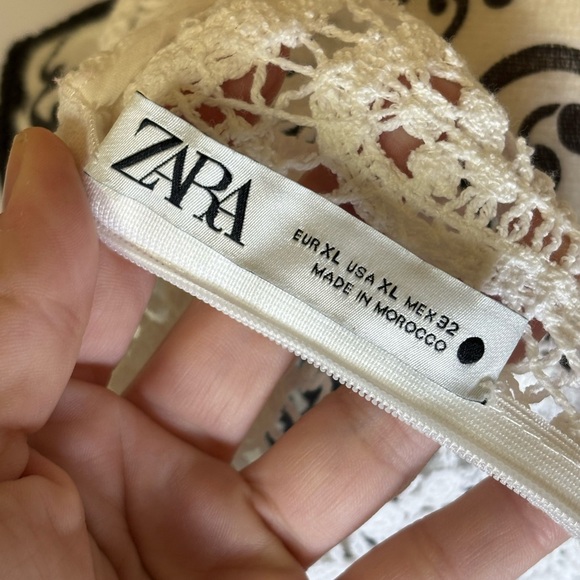 ZARA
EUR XL USA XL MEX 32
MADE IN MOROCCO